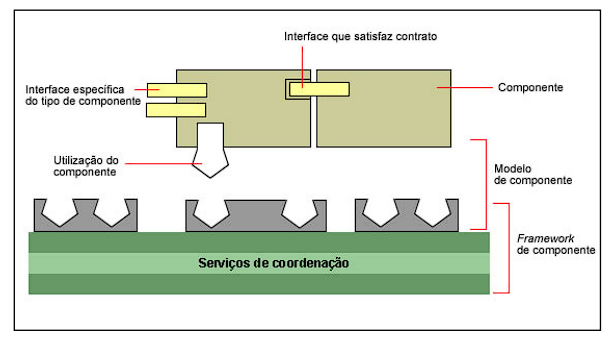 Interface que satisfaz contrato
Interface específica
do tipo de componente
Componente
Utilização do
componente
Modelo
de componente
Framework
de componente
Serviços de coordenação